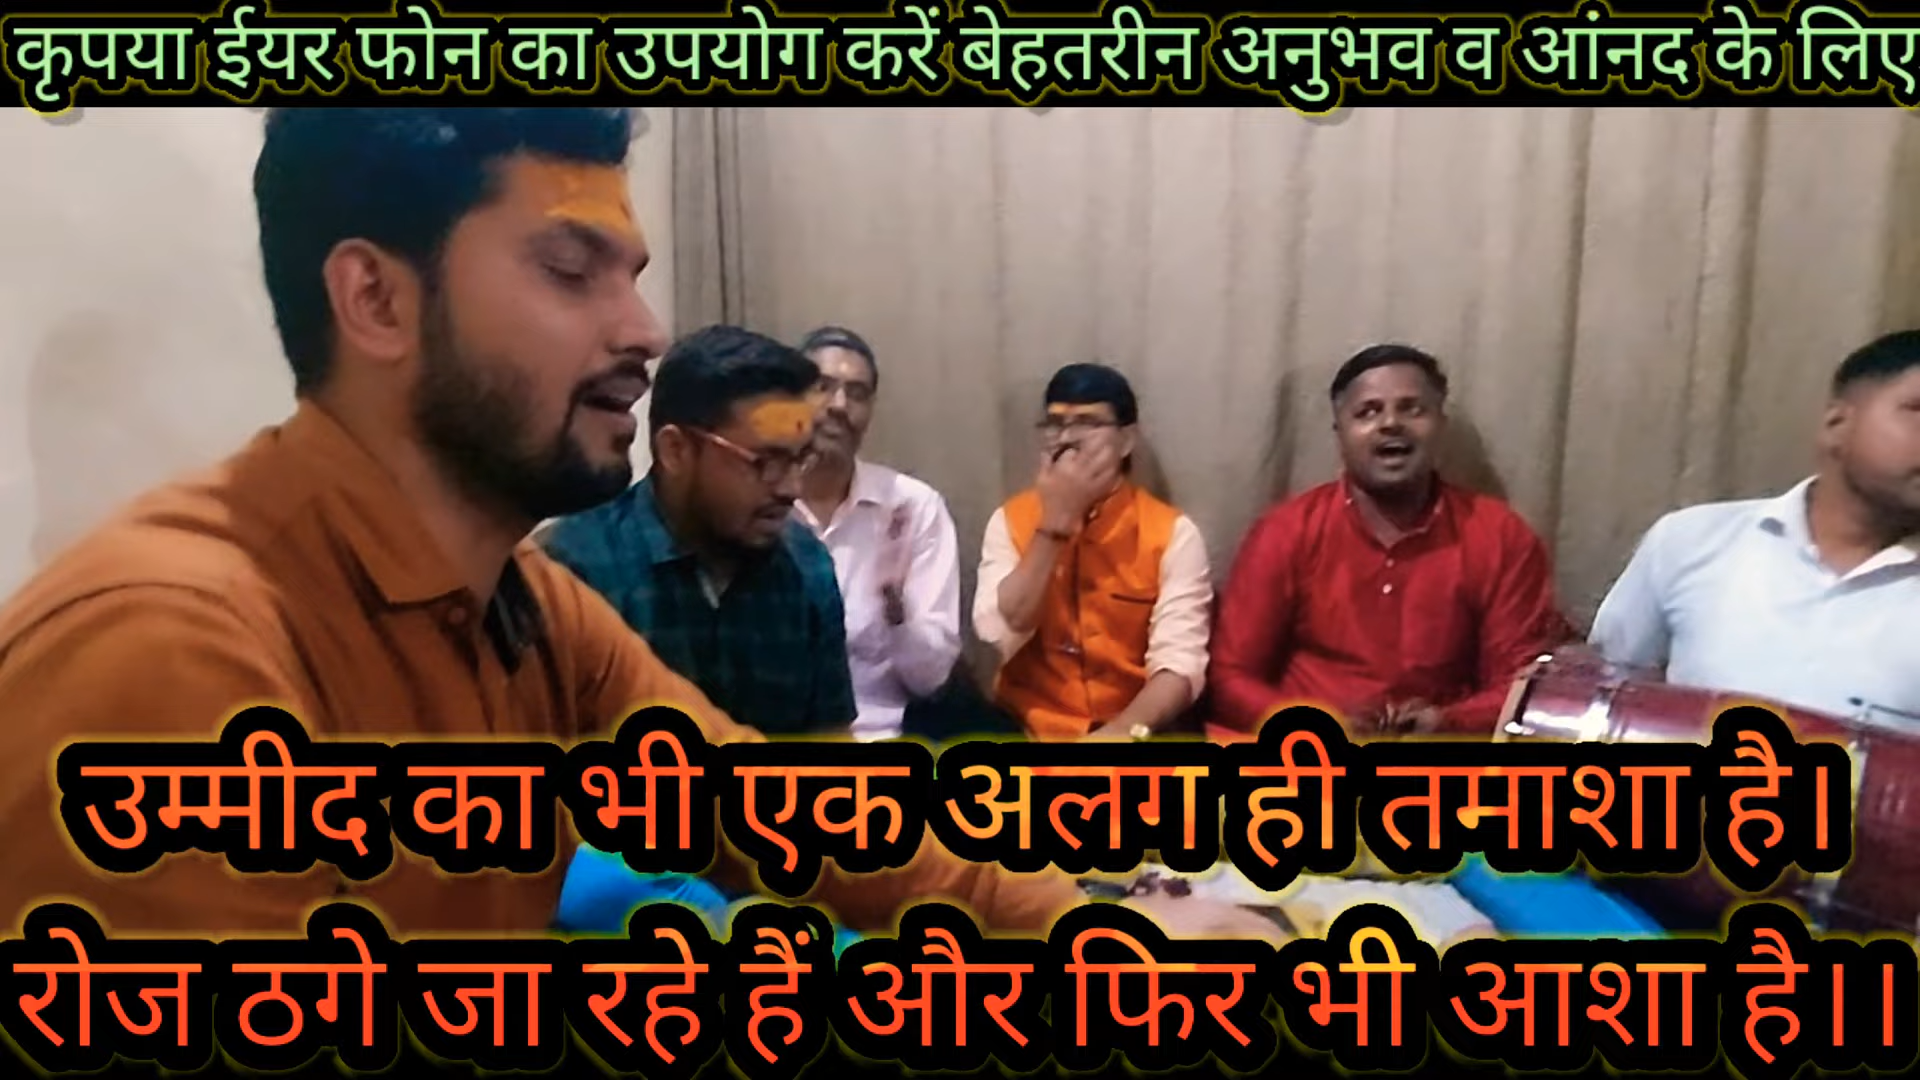 कृपया ईयर फोन का उपयोग करें बेहतरीन अनुभव व आंनद के लिए
उम्मीद का भी एक अलग ही तमाशा है।
रोज ठगे जा रहे हैं और फिर भी आशा है।।